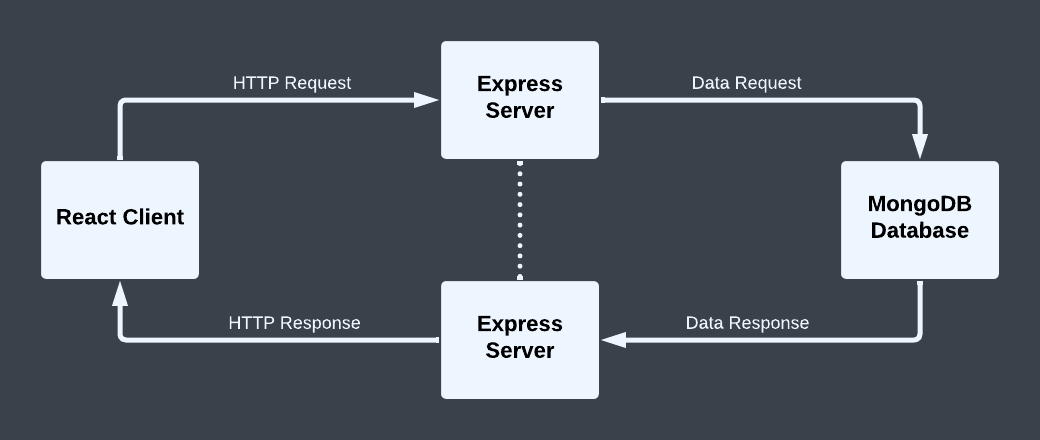 HTTP Request
Express
Server
Data Request
React Client
MongoDB
Database
HTTP Response
Express
Server
Data Response